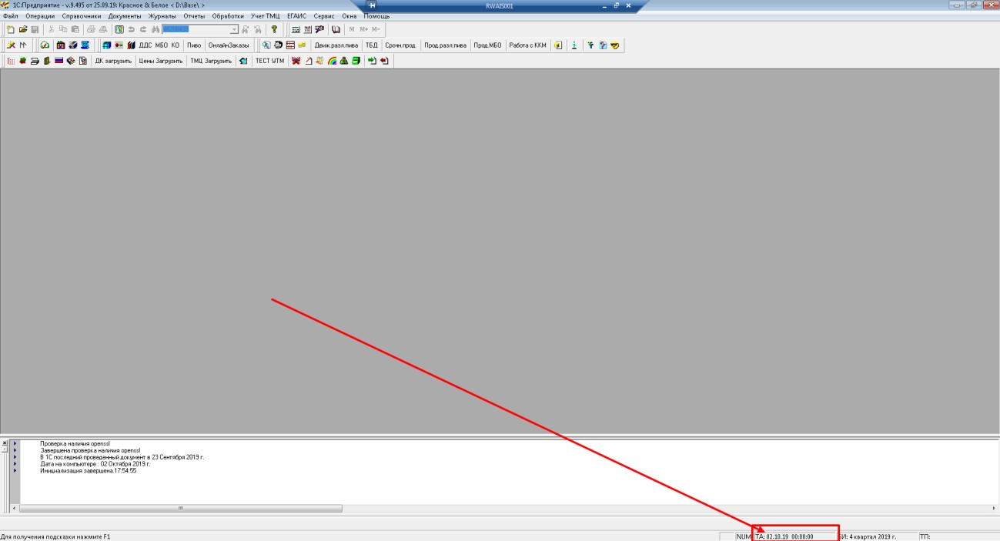 1С:Предприятие - v.9.495 от 25.09.19: Красное & Белое < D:\Base\ >
RWAIS001
Файл Операции Справочники Документы Журналы Отчеты Обработки Учет ТМЦ ЕГАИС Сервис Окна Помощь
М М+ М-
ДДС МБО КО Пиво ОнлайнЗаказы Движ.разл.пива ТБД Срочн.прод. Прод.разл.пива Прод.МБО Работа с ККМ
ДК загрузить Цены Загрузить ТМЦ Загрузить ТЕСТ УТМ
Проверка наличия openssl
Завершена проверка наличия openssl
В 1С последний проведенный документ в 23 Сентября 2019 г.
Дата на компьютере : 02 Октября 2019 г.
Инициализация завершена.17:54:55
Для получения подсказки нажмите F1 NUM ТА: 02.10.19 00:00:00 БИ: 4 квартал 2019 г. ТП: